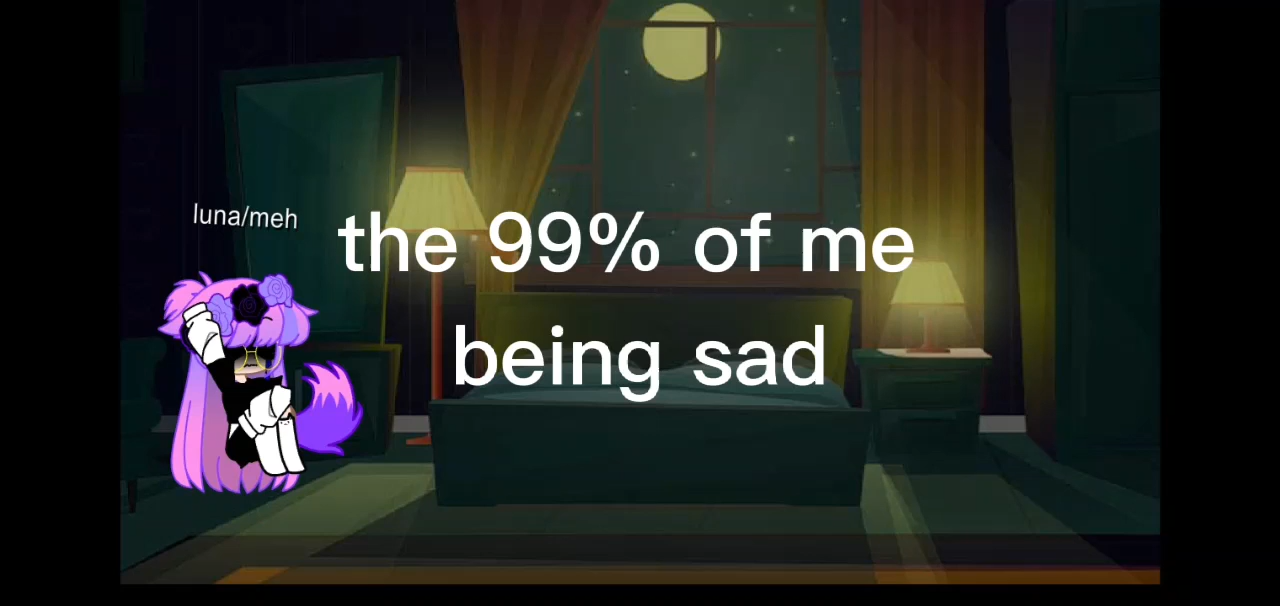 luna/meh
the 99% of me
being sad